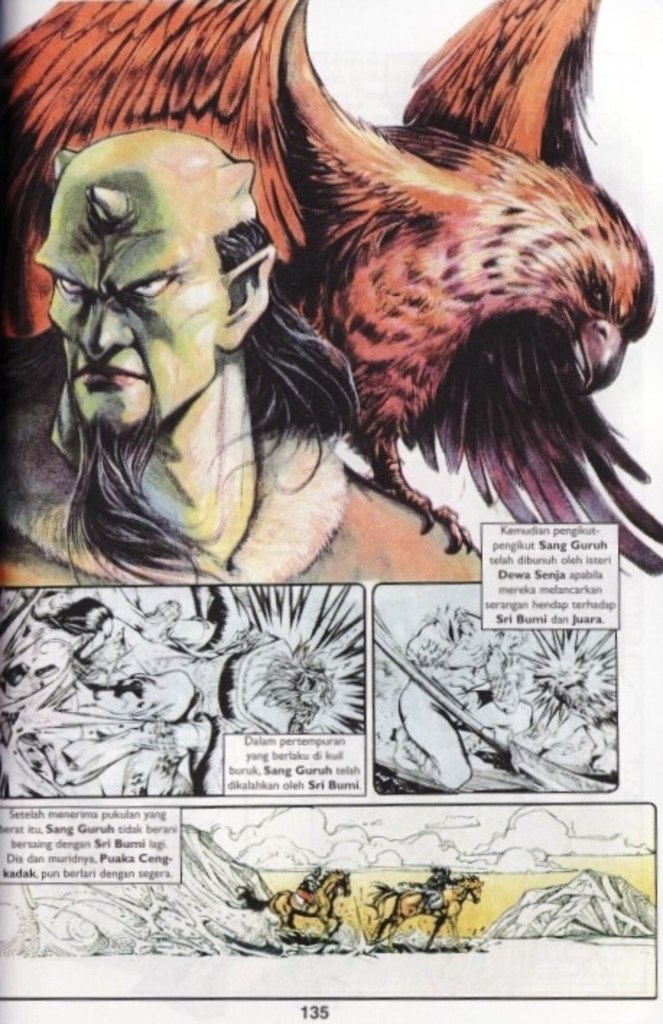 Kemudian pengikut-
pengikut Sang Guruh
telah dibunuh oleh isteri
Dewa Senja apabila
mereka melancarkan
serangan hendap terhadap
Sri Bumi dan Juara.
Dalam pertempuran
yang berlaku di kuil
buruk, Sang Guruh telah
dikalahkan oleh Sri Bumi.
Setelah menerima pukulan yang
berat itu, Sang Guruh tidak berani
bersaing dengan Sri Bumi lagi.
Dia dan muridnya, Puaka Ceng-
kadak, pun berlari dengan segera.
135